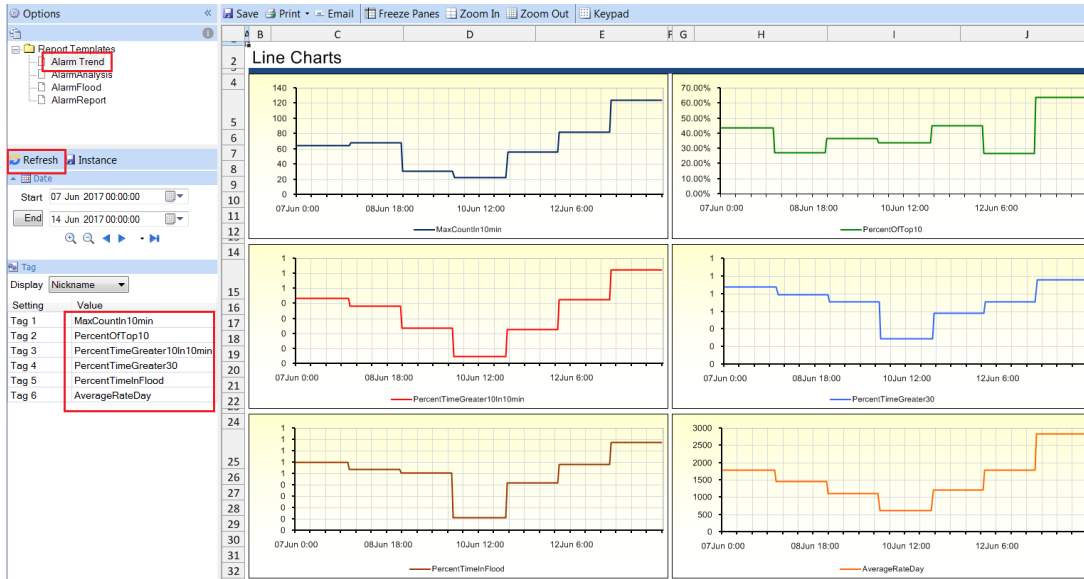 Options «
Save Print Email Freeze Panes Zoom In Zoom Out Keypad
Report Templates
Alarm Trend
AlarmAnalysis
AlarmFlood
AlarmReport
Refresh Instance
Date
Start 07 Jun 2017 00:00:00
End 14 Jun 2017 00:00:00
Tag
Display Nickname
Setting Value
Tag 1 MaxCountIn10min
Tag 2 PercentOfTop10
Tag 3 PercentTimeGreater10In10min
Tag 4 PercentTimeGreater30
Tag 5 PercentTimeInFlood
Tag 6 AverageRateDay
A B C D E F G H I J
2
4
5
6
7
8
9
10
11
12
14
15
16
17
18
19
20
21
22
24
25
26
27
28
29
30
31
32
Line Charts
140
120
100
80
60
40
20
0
07Jun 0:00 08Jun 18:00 10Jun 12:00 12Jun 6:00
MaxCountIn10min
70.00%
60.00%
50.00%
40.00%
30.00%
20.00%
10.00%
0.00%
07Jun 0:00 08Jun 18:00 10Jun 12:00 12Jun 6:00
PercentOfTop10
1
1
1
0
0
0
07Jun 0:00 08Jun 18:00 10Jun 12:00 12Jun 6:00
PercentTimeGreater10In10min
1
1
1
1
0
0
0
07Jun 0:00 08Jun 18:00 10Jun 12:00 12Jun 6:00
PercentTimeGreater30
1
1
1
1
1
0
0
0
0
0
07Jun 0:00 08Jun 18:00 10Jun 12:00 12Jun 6:00
PercentTimeInFlood
3000
2500
2000
1500
1000
500
0
07Jun 0:00 08Jun 18:00 10Jun 12:00 12Jun 6:00
AverageRateDay